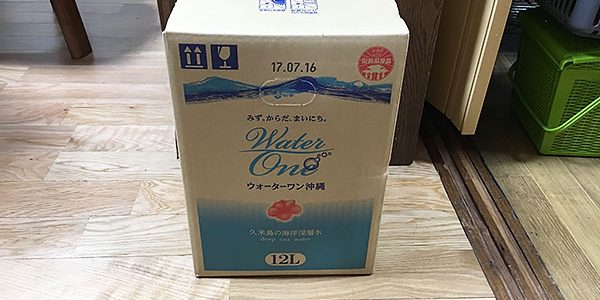 17.07.16
みず、からだ、まいにち。
Water
One
ウォーターワン沖縄
久米島の海洋深層水
deep sea water
12L